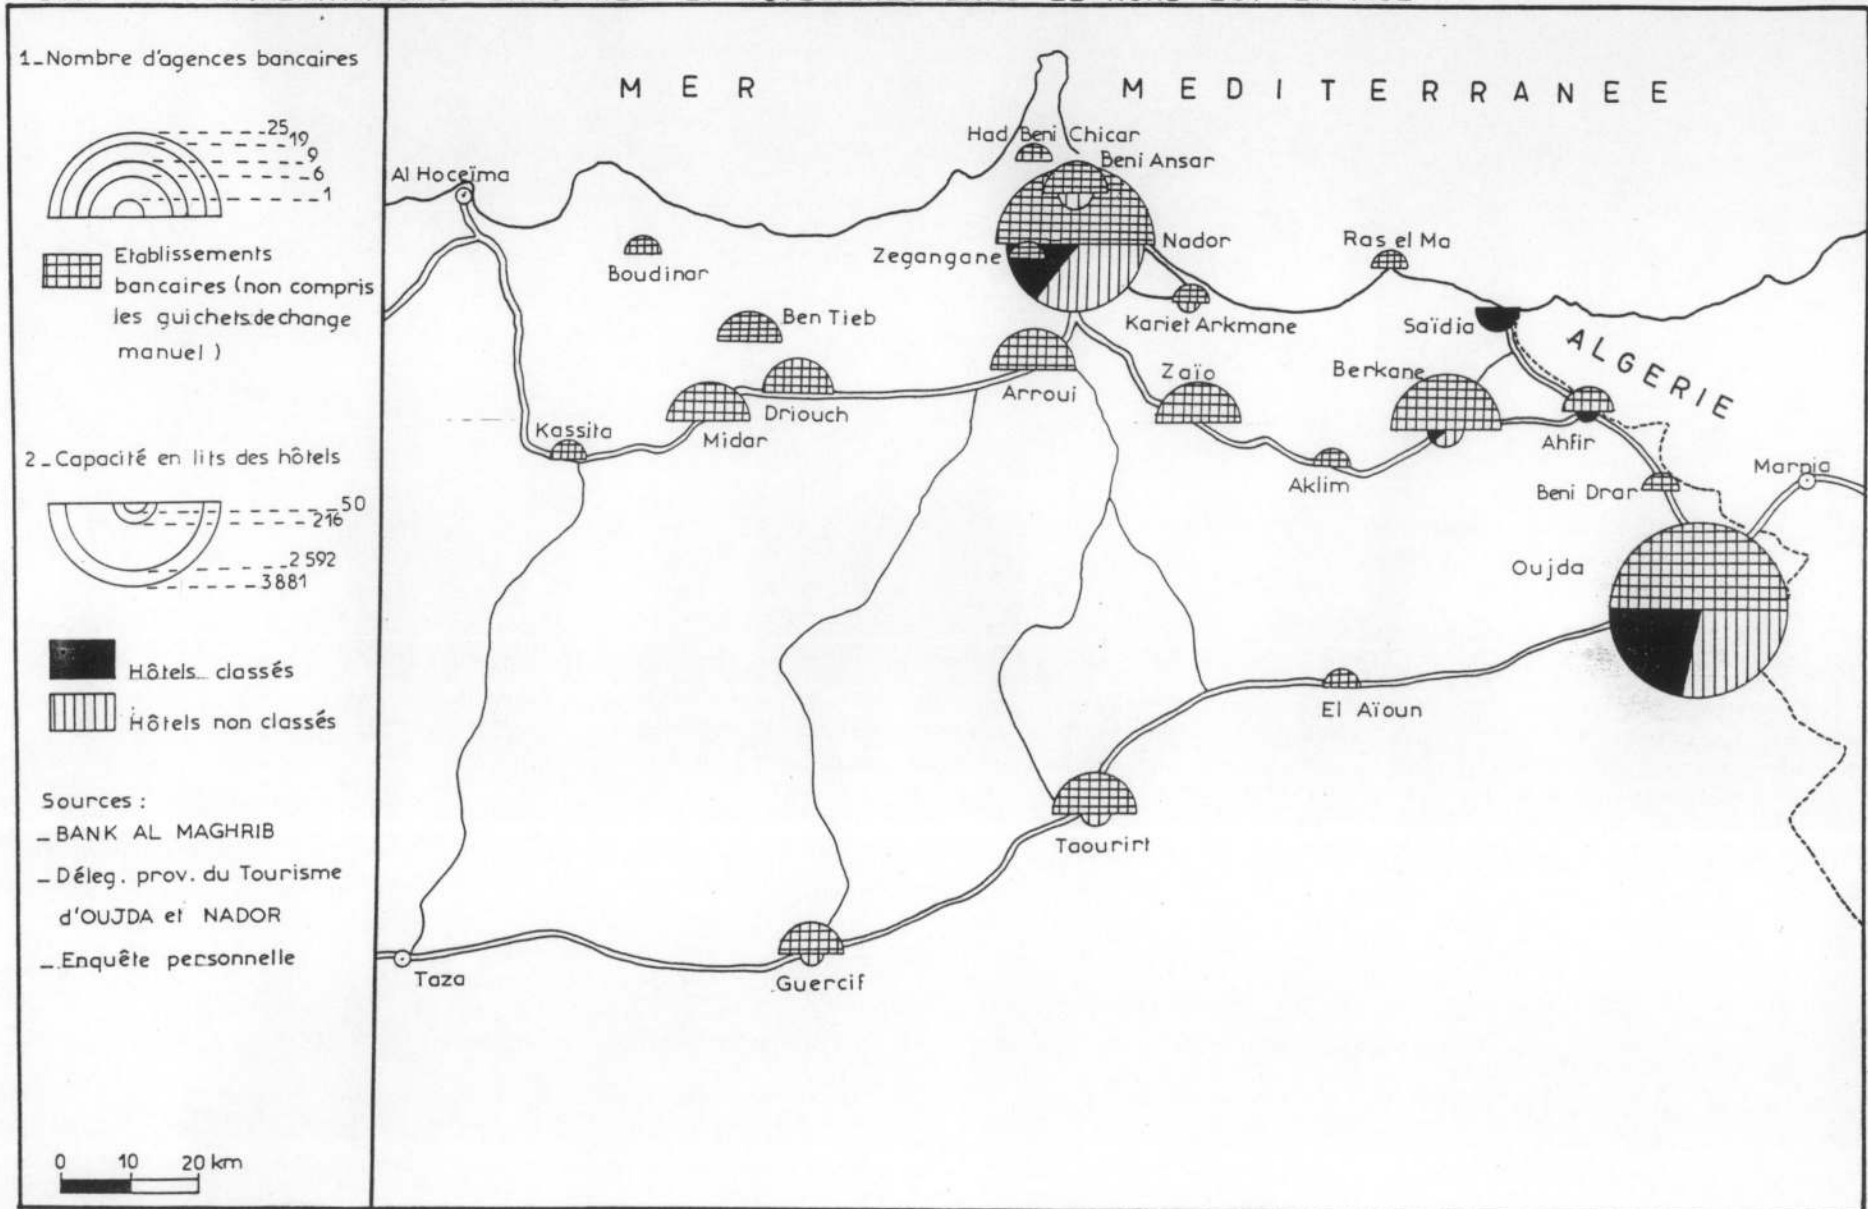 1_Nombre d'agences bancaires
25
19
9
6
1
Etablissements
bancaires (non compris
les guichets de change
manuel )
2_Capacité en lits des hôtels
50
216
2 592
3881
Hôtels classés
Hôtels non classés
Sources :
_ BANK AL MAGHRIB
_ Déleg. prov. du Tourisme
d'OUJDA et NADOR
_ Enquête personnelle
0 10 20 km
MER MEDITERRANEE
Al Hoceïma
Had Beni Chicar
Beni Ansar
Boudinar
Zegangane
Nador
Ras el Ma
Ben Tieb
Kariet Arkmane
Saïdia
ALGERIE
Driouch
Arroui
Zaïo
Berkane
Kassita
Midar
Ahfir
Aklim
Beni Drar
Marnia
Oujda
El Aïoun
Taourirt
Taza
Guercif